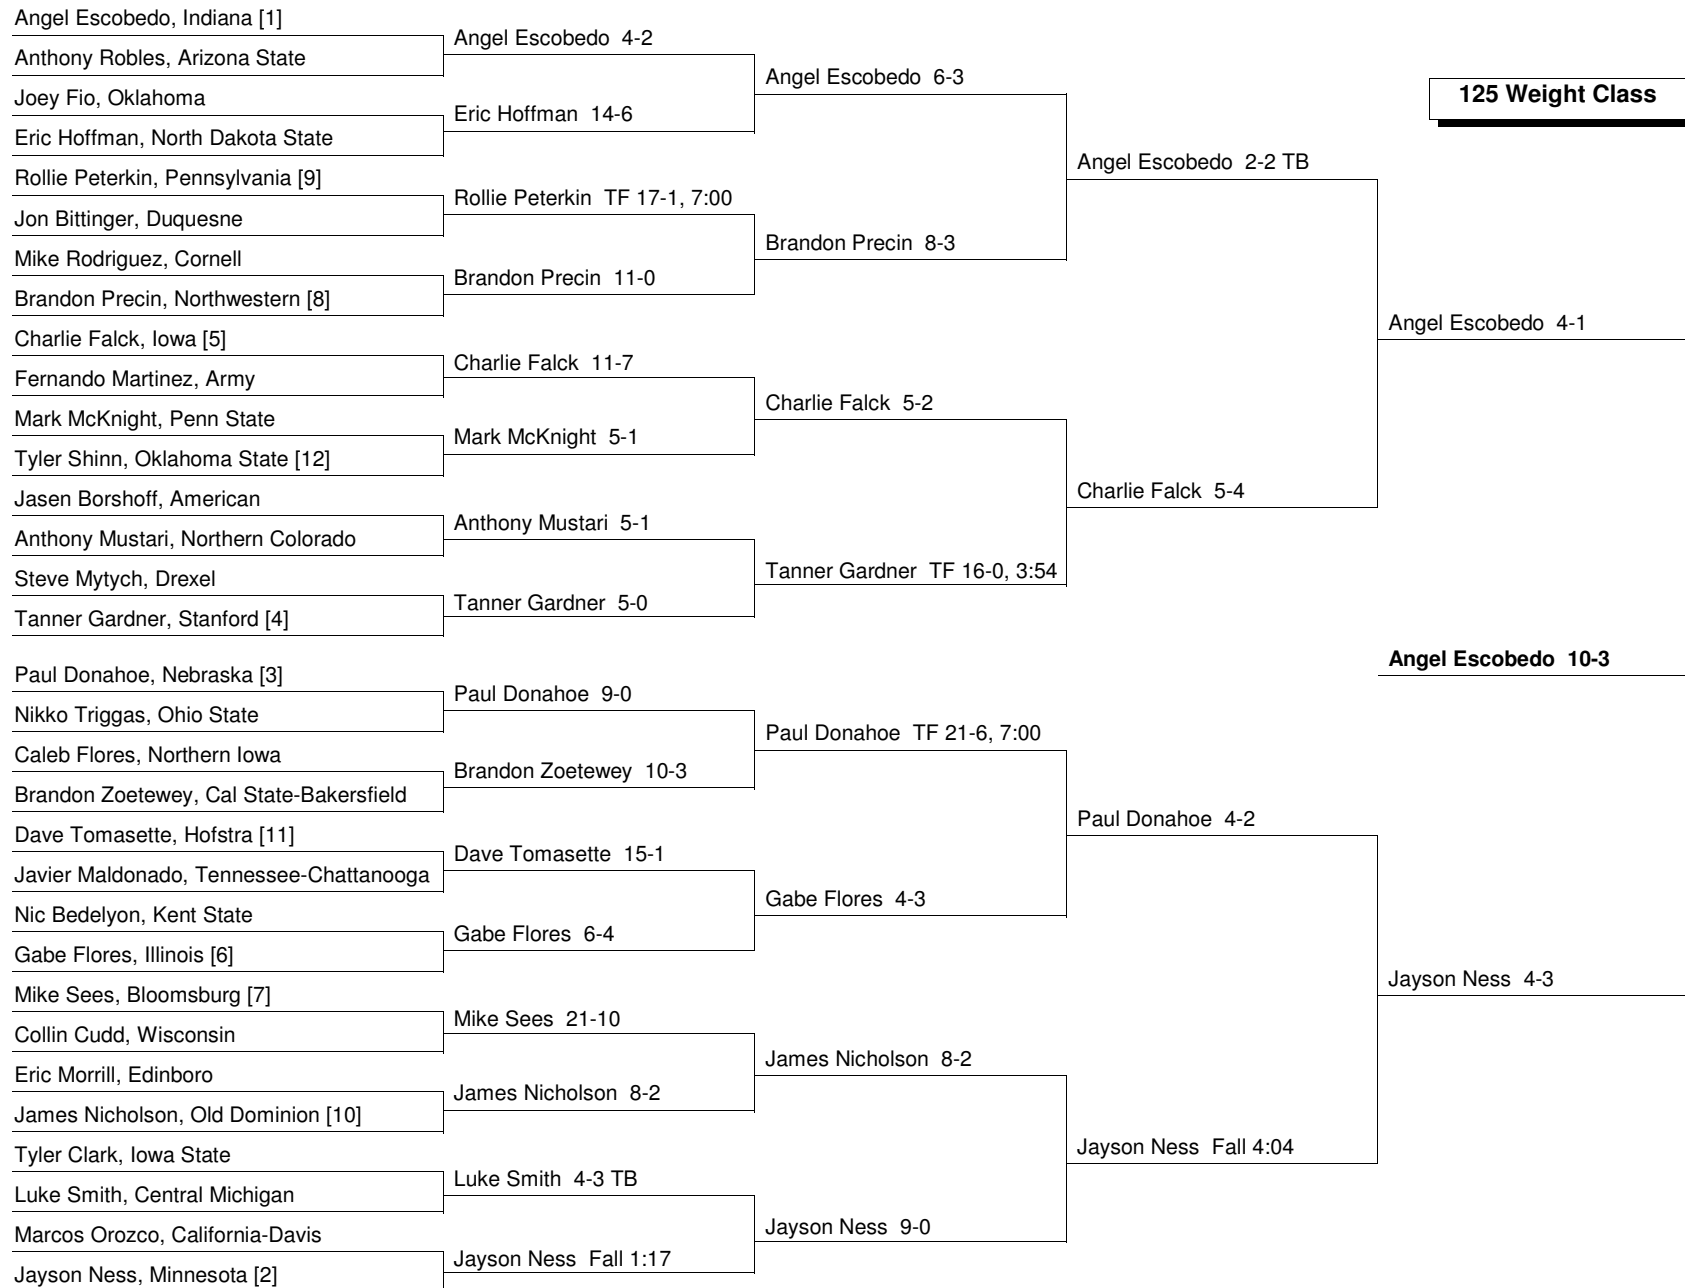 Angel Escobedo, Indiana [1]
Anthony Robles, Arizona State
Joey Fio, Oklahoma
Eric Hoffman, North Dakota State
Rollie Peterkin, Pennsylvania [9]
Jon Bittinger, Duquesne
Mike Rodriguez, Cornell
Brandon Precin, Northwestern [8]
Charlie Falck, Iowa [5]
Fernando Martinez, Army
Mark McKnight, Penn State
Tyler Shinn, Oklahoma State [12]
Jasen Borshoff, American
Anthony Mustari, Northern Colorado
Steve Mytych, Drexel
Tanner Gardner, Stanford [4]
Paul Donahoe, Nebraska [3]
Nikko Triggas, Ohio State
Caleb Flores, Northern Iowa
Brandon Zoetewey, Cal State-Bakersfield
Dave Tomasette, Hofstra [11]
Javier Maldonado, Tennessee-Chattanooga
Nic Bedelyon, Kent State
Gabe Flores, Illinois [6]
Mike Sees, Bloomsburg [7]
Collin Cudd, Wisconsin
Eric Morrill, Edinboro
James Nicholson, Old Dominion [10]
Tyler Clark, Iowa State
Luke Smith, Central Michigan
Marcos Orozco, California-Davis
Jayson Ness, Minnesota [2]
Angel Escobedo 4-2
Eric Hoffman 14-6
Rollie Peterkin TF 17-1, 7:00
Brandon Precin 11-0
Charlie Falck 11-7
Mark McKnight 5-1
Anthony Mustari 5-1
Tanner Gardner 5-0
Paul Donahoe 9-0
Brandon Zoetewey 10-3
Dave Tomasette 15-1
Gabe Flores 6-4
Mike Sees 21-10
James Nicholson 8-2
Luke Smith 4-3 TB
Jayson Ness Fall 1:17
Angel Escobedo 6-3
Brandon Precin 8-3
Charlie Falck 5-2
Tanner Gardner TF 16-0, 3:54
Paul Donahoe TF 21-6, 7:00
Gabe Flores 4-3
James Nicholson 8-2
Jayson Ness 9-0
Angel Escobedo 2-2 TB
Charlie Falck 5-4
Paul Donahoe 4-2
Jayson Ness Fall 4:04
125 Weight Class
Angel Escobedo 4-1
Angel Escobedo 10-3
Jayson Ness 4-3